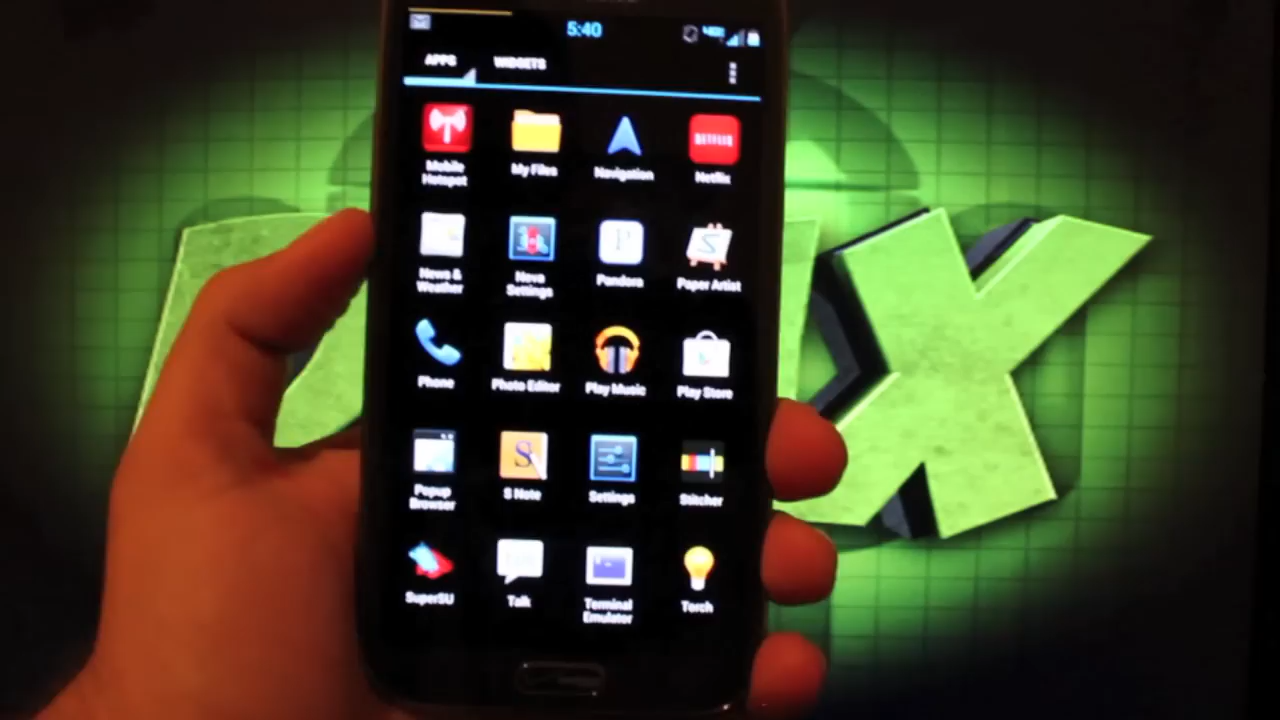 5:40
APPS WIDGETS
Mobile Hotspot
My Files
Navigation
NETFLIX
Netflix
News & Weather
Nova Settings
P
Pandora
S
Paper Artist
Phone
Photo Editor
Play Music
Play Store
Popup Browser
S
S Note
Settings
Stitcher
SuperSU
talk
Talk
Terminal Emulator
Torch
X